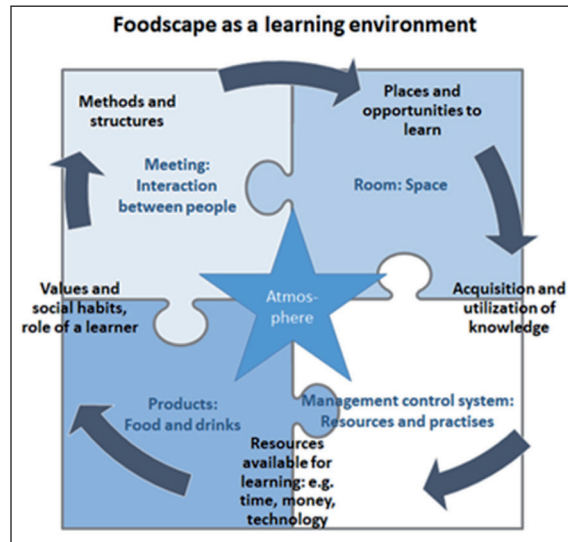 Foodscape as a learning environment
Methods and
structures
Places and
opportunities to
learn
Meeting:
Interaction
between people
Room: Space
Values and
social habits,
role of a learner
Atmos-
phere
Acquisition and
utilization of
knowledge
Products:
Food and drinks
Management control system:
Resources and practises
Resources
available for
learning: e.g.
time, money,
technology